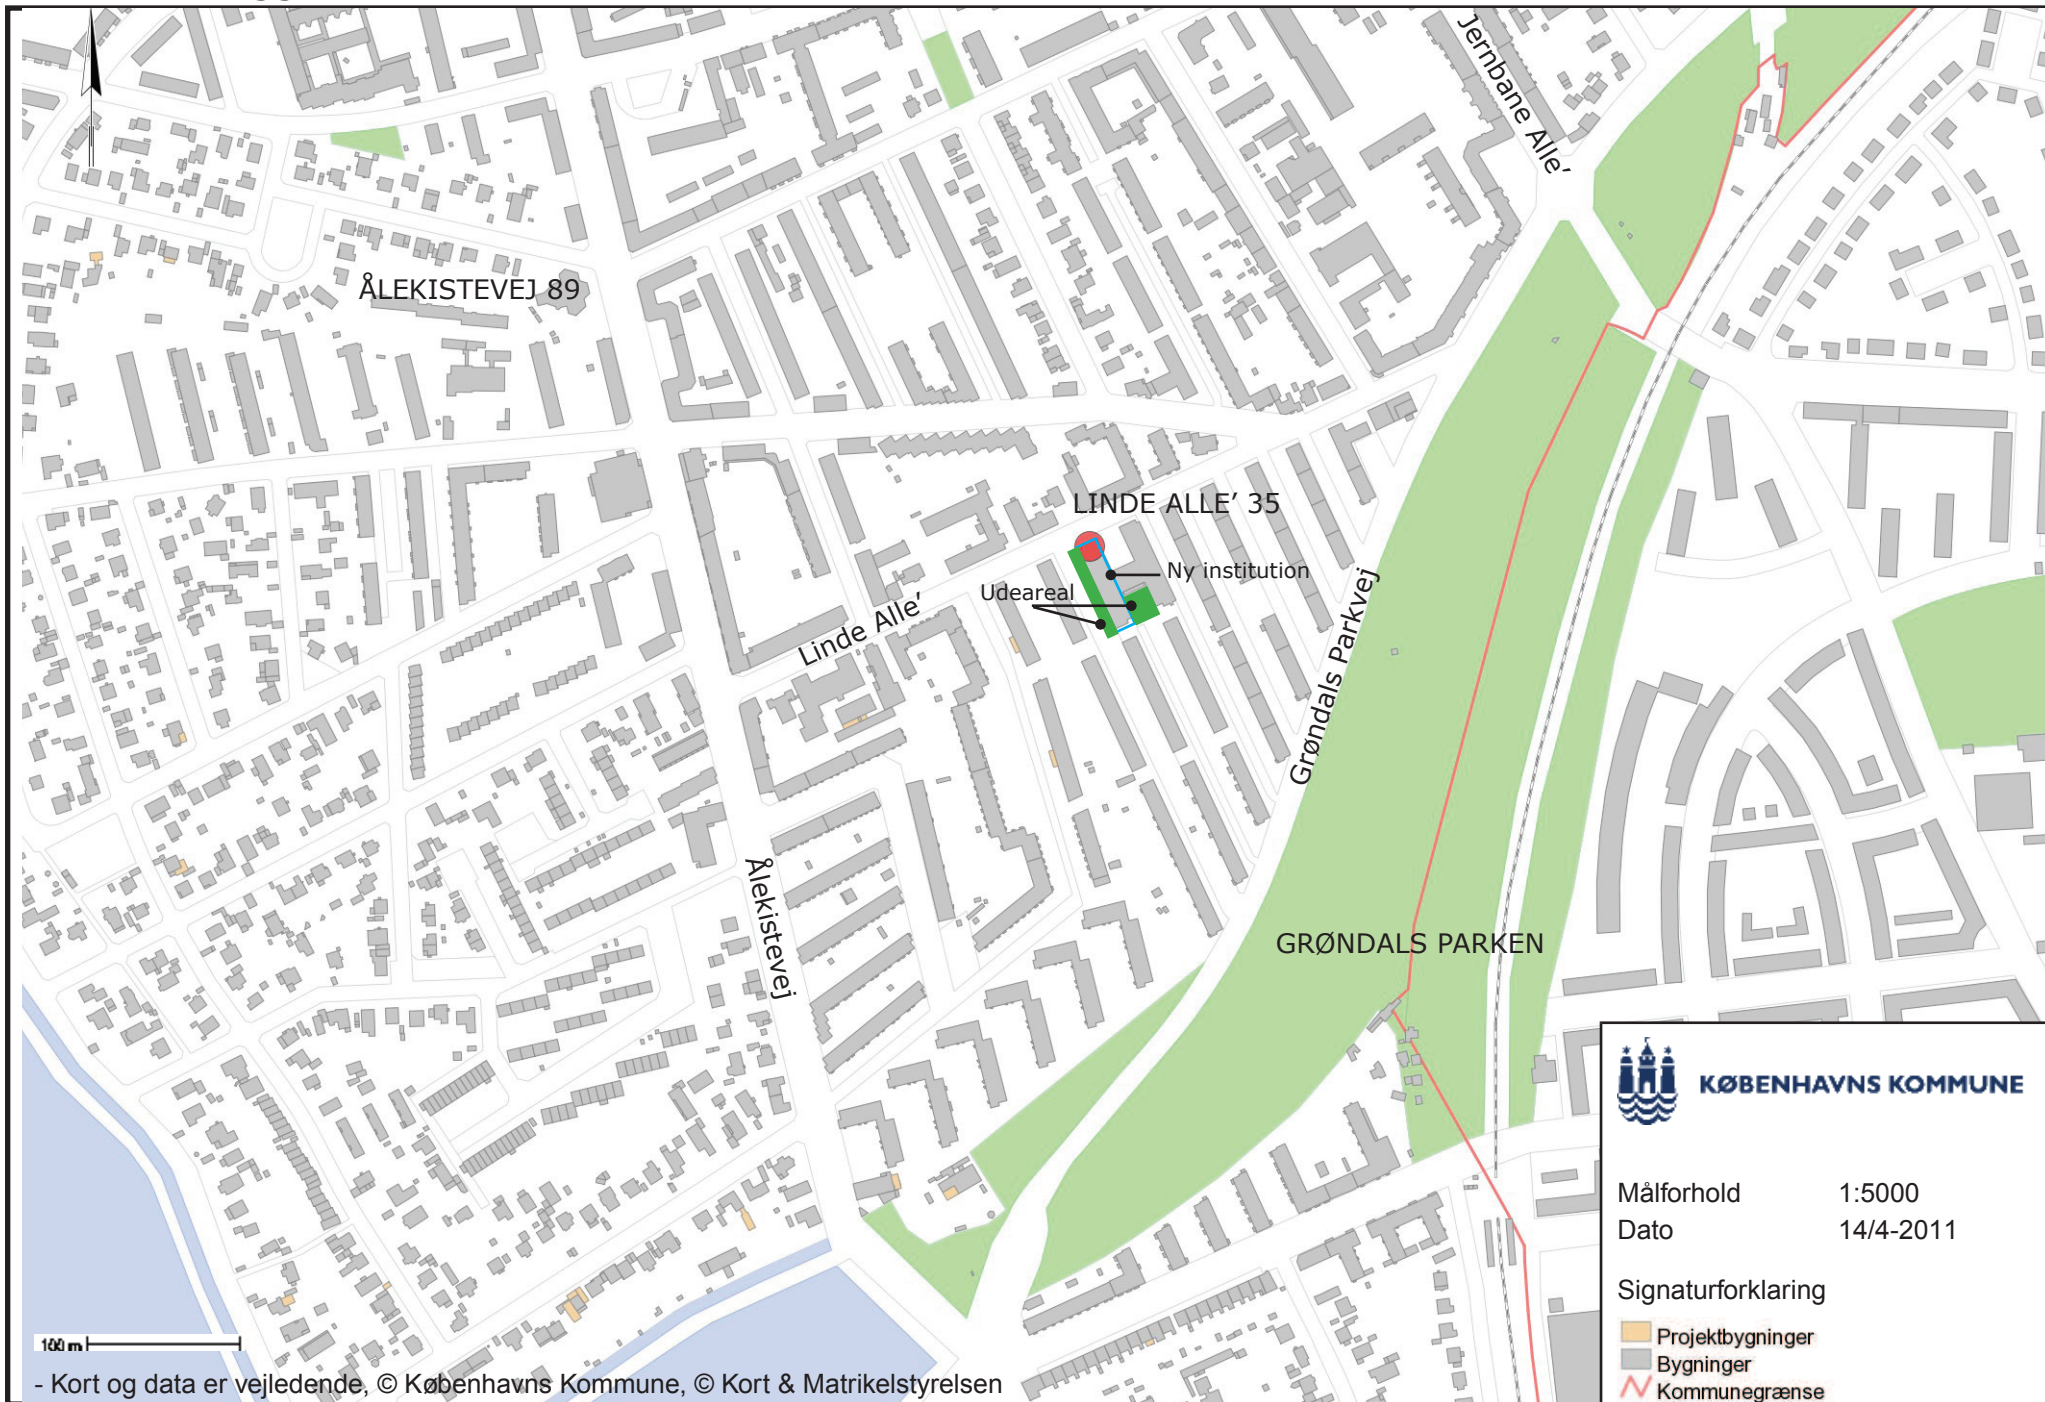 Jernbane Alle'
ÅLEKISTEVEJ 89
LINDE ALLE' 35
Ny institution
Udeareal
Linde Alle'
Grøndals Parkvej
Ålekistevej
GRØNDALS PARKEN
KØBENHAVNS KOMMUNE
Målforhold 1:5000
Dato 14/4-2011
Signaturforklaring
Projektbygninger
Bygninger
Kommunegrænse
- Kort og data er vejledende, © Københavns Kommune, © Kort & Matrikelstyrelsen